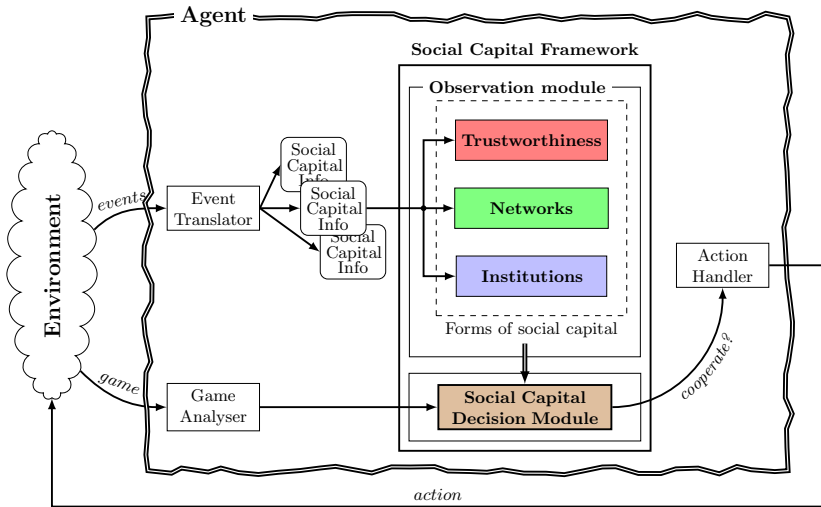 Agent
Social Capital Framework
Observation module
Trustworthiness
Networks
Institutions
Forms of social capital
Social
Capital
Info
Social
Capital
Info
Social
Capital
Info
events
Event
Translator
Environment
game
Game
Analyser
Social Capital
Decision Module
Action
Handler
cooperate?
action